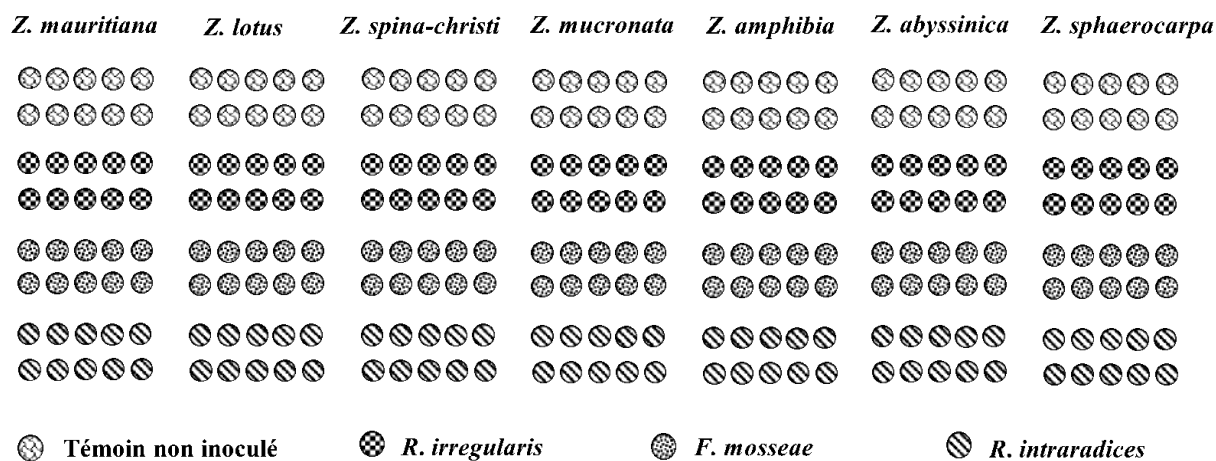 Z. mauritiana Z. lotus Z. spina-christi Z. mucronata Z. amphibia Z. abyssinica Z. sphaerocarpa
Témoin non inoculé R. irregularis F. mosseae R. intraradices